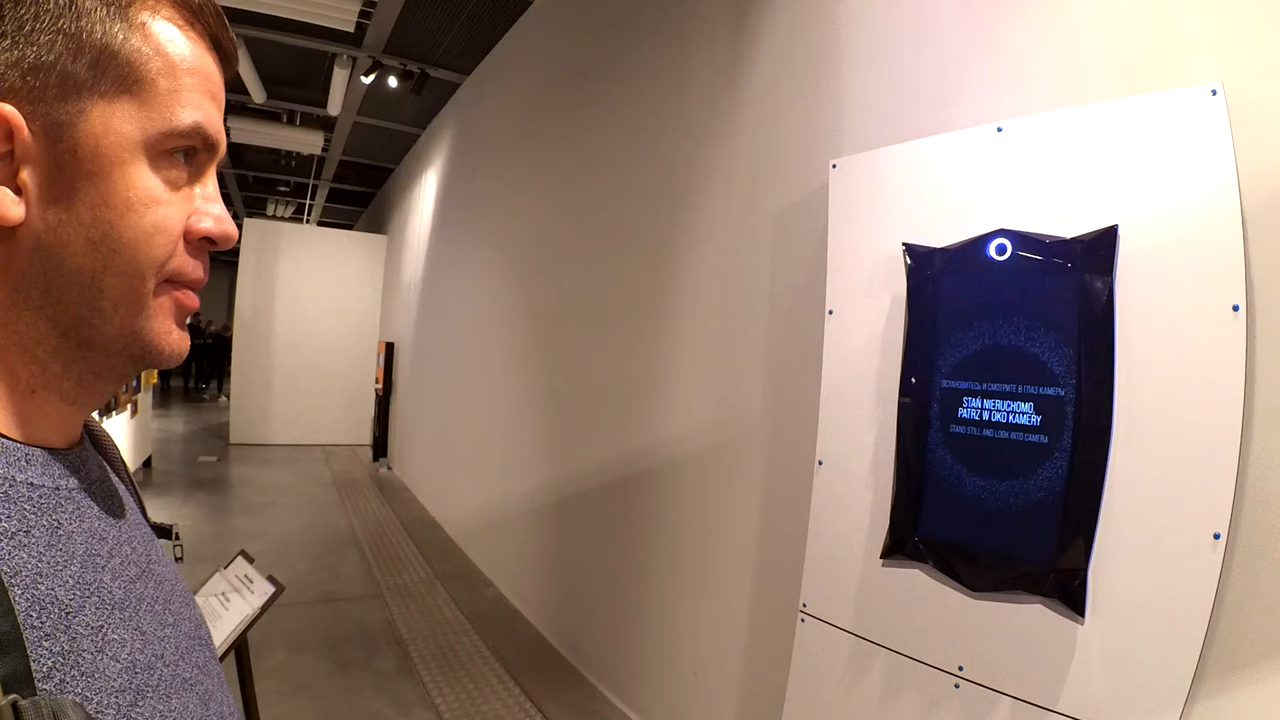 ОСТАНОВИТЕСЬ И СМОТРИТЕ В ГЛАЗ КАМЕРЫ
STAŃ NIERUCHOMO,
PATRZ W OKO KAMERY
STAND STILL AND LOOK INTO CAMERA